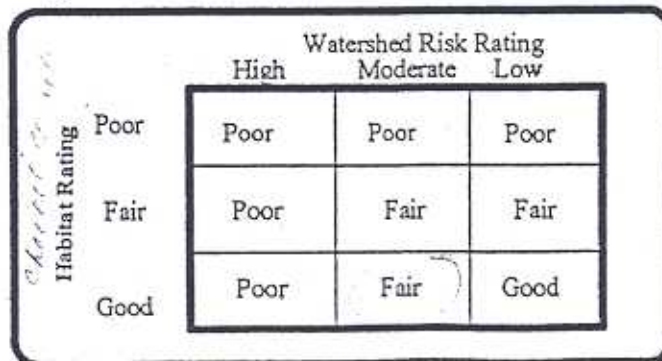 Watershed Risk Rating
High Moderate Low
Habitat Rating
Poor Poor Poor Poor
Fair Poor Fair Fair
Good Poor Fair Good